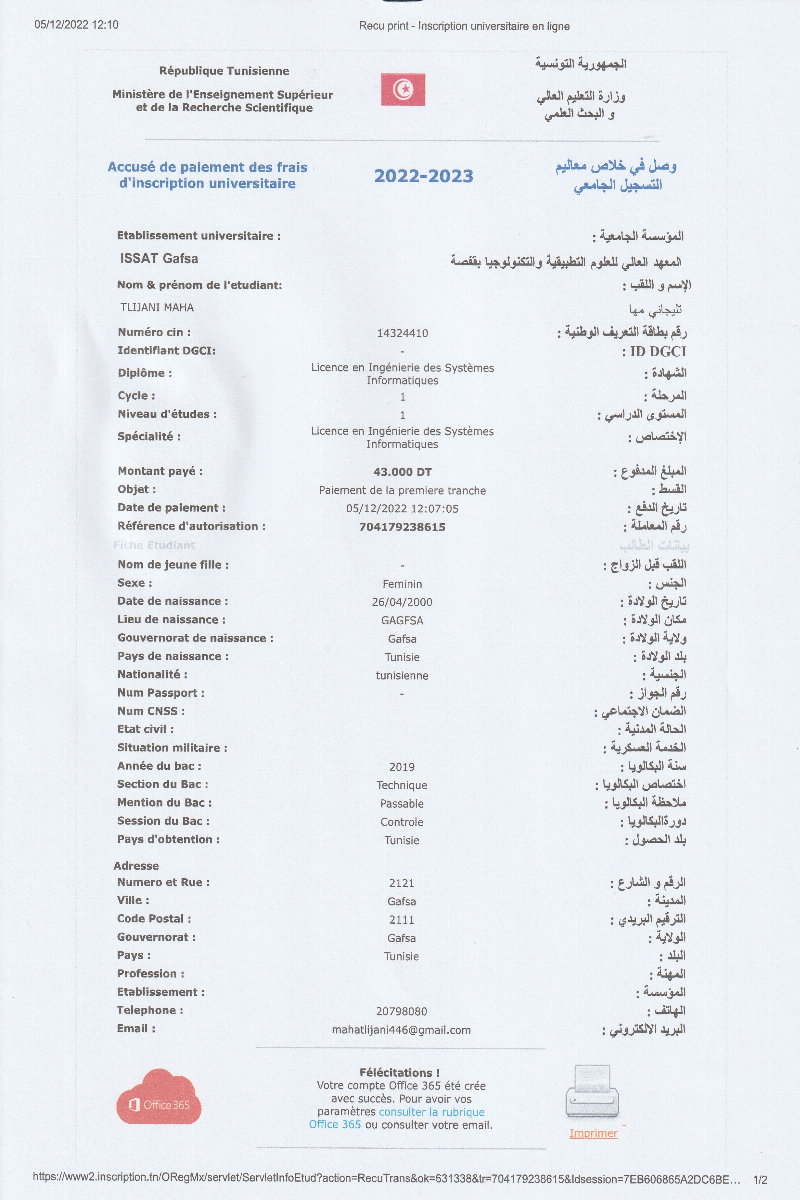 05/12/2022 12:10
Recu print - Inscription universitaire en ligne
République Tunisienne
الجمهورية التونسية
Ministère de l'Enseignement Supérieur
et de la Recherche Scientifique
وزارة التعليم العالي
و البحث العلمي
Accusé de paiement des frais
d'inscription universitaire
2022-2023
وصل في خلاص معاليم
التسجيل الجامعي
Etablissement universitaire : المؤسسة الجامعية :
ISSAT Gafsa المعهد العالي للعلوم التطبيقية والتكنولوجيا بقفصة
Nom & prénom de l'etudiant: الإسم و اللقب :
TLIJANI MAHA تليجاني مها
Numéro cin : 14324410 رقم بطاقة التعريف الوطنية :
Identifiant DGCI: - ID DGCI :
Diplôme : Licence en Ingénierie des Systèmes الشهادة :
Informatiques
Cycle : 1 المرحلة :
Niveau d'études : 1 المستوى الدراسي :
Spécialité : Licence en Ingénierie des Systèmes الإختصاص :
Informatiques
Montant payé : 43.000 DT المبلغ المدفوع :
Objet : Paiement de la premiere tranche القسط :
Date de paiement : 05/12/2022 12:07:05 تاريخ الدفع :
Référence d'autorisation : 704179238615 رقم المعاملة :
Fiche Etudiant بيانات الطالب
Nom de jeune fille : - اللقب قبل الزواج :
Sexe : Feminin الجنس :
Date de naissance : 26/04/2000 تاريخ الولادة :
Lieu de naissance : GAGFSA مكان الولادة :
Gouvernorat de naissance : Gafsa ولاية الولادة :
Pays de naissance : Tunisie بلد الولادة :
Nationalité : tunisienne الجنسية :
Num Passport : - رقم الجواز :
Num CNSS : الضمان الاجتماعي :
Etat civil : الحالة المدنية :
Situation militaire : الخدمة العسكرية :
Année du bac : 2019 سنة البكالويا :
Section du Bac : Technique اختصاص البكالويا :
Mention du Bac : Passable ملاحظة البكالويا :
Session du Bac : Controle دورةالبكالويا :
Pays d'obtention : Tunisie بلد الحصول :
Adresse
Numero et Rue : 2121 الرقم و الشارع :
Ville : Gafsa المدينة :
Code Postal : 2111 الترقيم البريدي :
Gouvernorat : Gafsa الولاية :
Pays : Tunisie البلد :
Profession : المهنة :
Etablissement : المؤسسة :
Telephone : 20798080 الهاتف :
Email : mahatlijani446@gmail.com البريد الالكتروني :
Office 365
Félécitations !
Votre compte Office 365 été crée
avec succès. Pour avoir vos
paramètres consulter la rubrique
Office 365 ou consulter votre email.
Imprimer
https://www2.inscription.tn/ORegMx/servlet/ServletInfoEtud?action=RecuTrans&ok=631338&tr=704179238615&Idsession=7EB606865A2DC6BE... 1/2